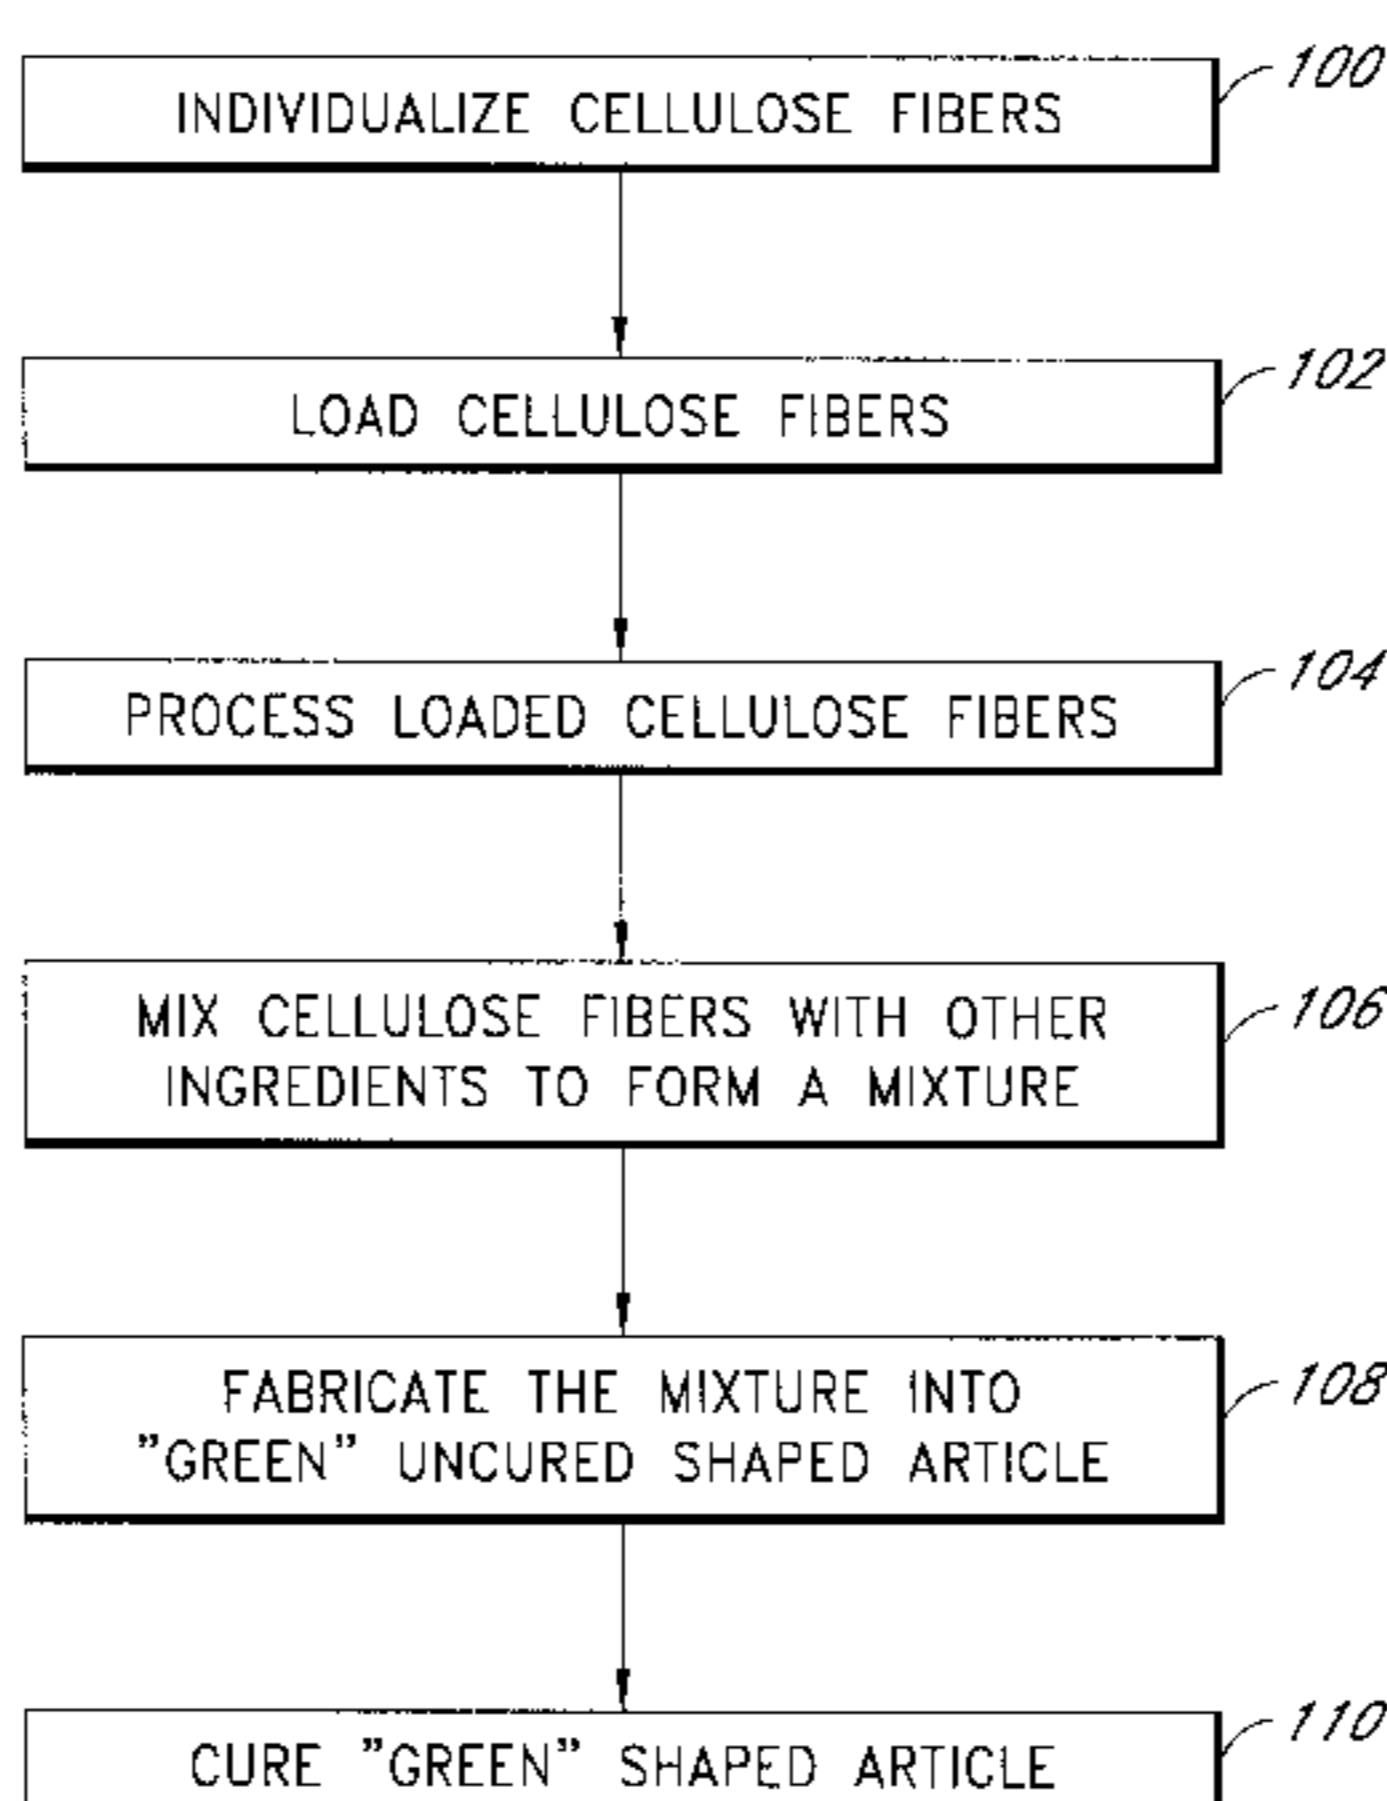 100
INDIVIDUALIZE CELLULOSE FIBERS
102
LOAD CELLULOSE FIBERS
104
PROCESS LOADED CELLULOSE FIBERS
106
MIX CELLULOSE FIBERS WITH OTHER
INGREDIENTS TO FORM A MIXTURE
108
FABRICATE THE MIXTURE INTO
"GREEN" UNCURED SHAPED ARTICLE
110
CURE "GREEN" SHAPED ARTICLE